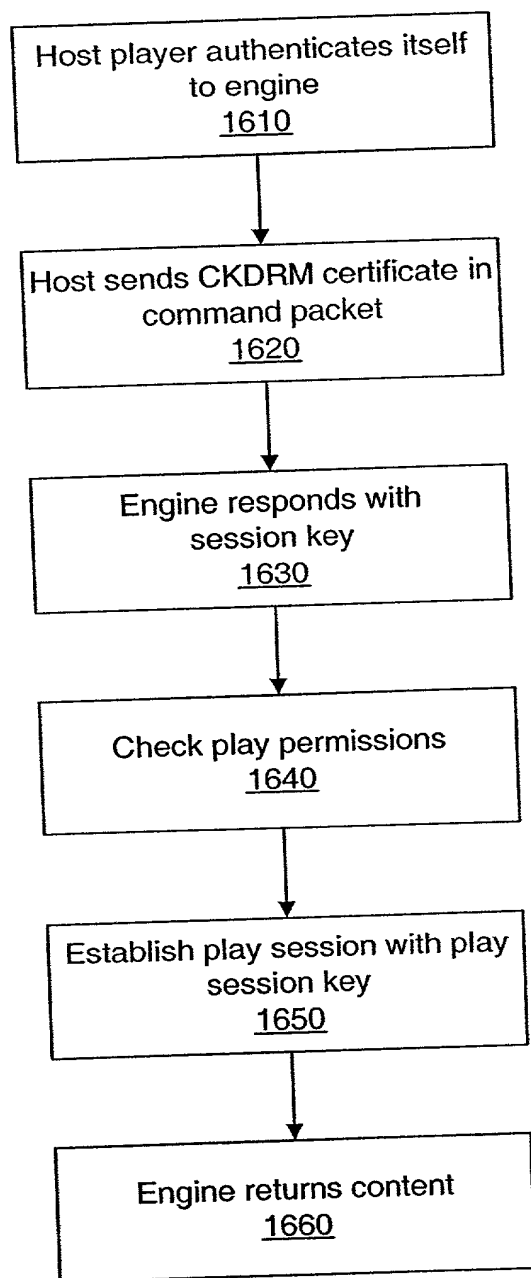 Host player authenticates itself
to engine
1610
Host sends CKDRM certificate in
command packet
1620
Engine responds with
session key
1630
Check play permissions
1640
Establish play session with play
session key
1650
Engine returns content
1660